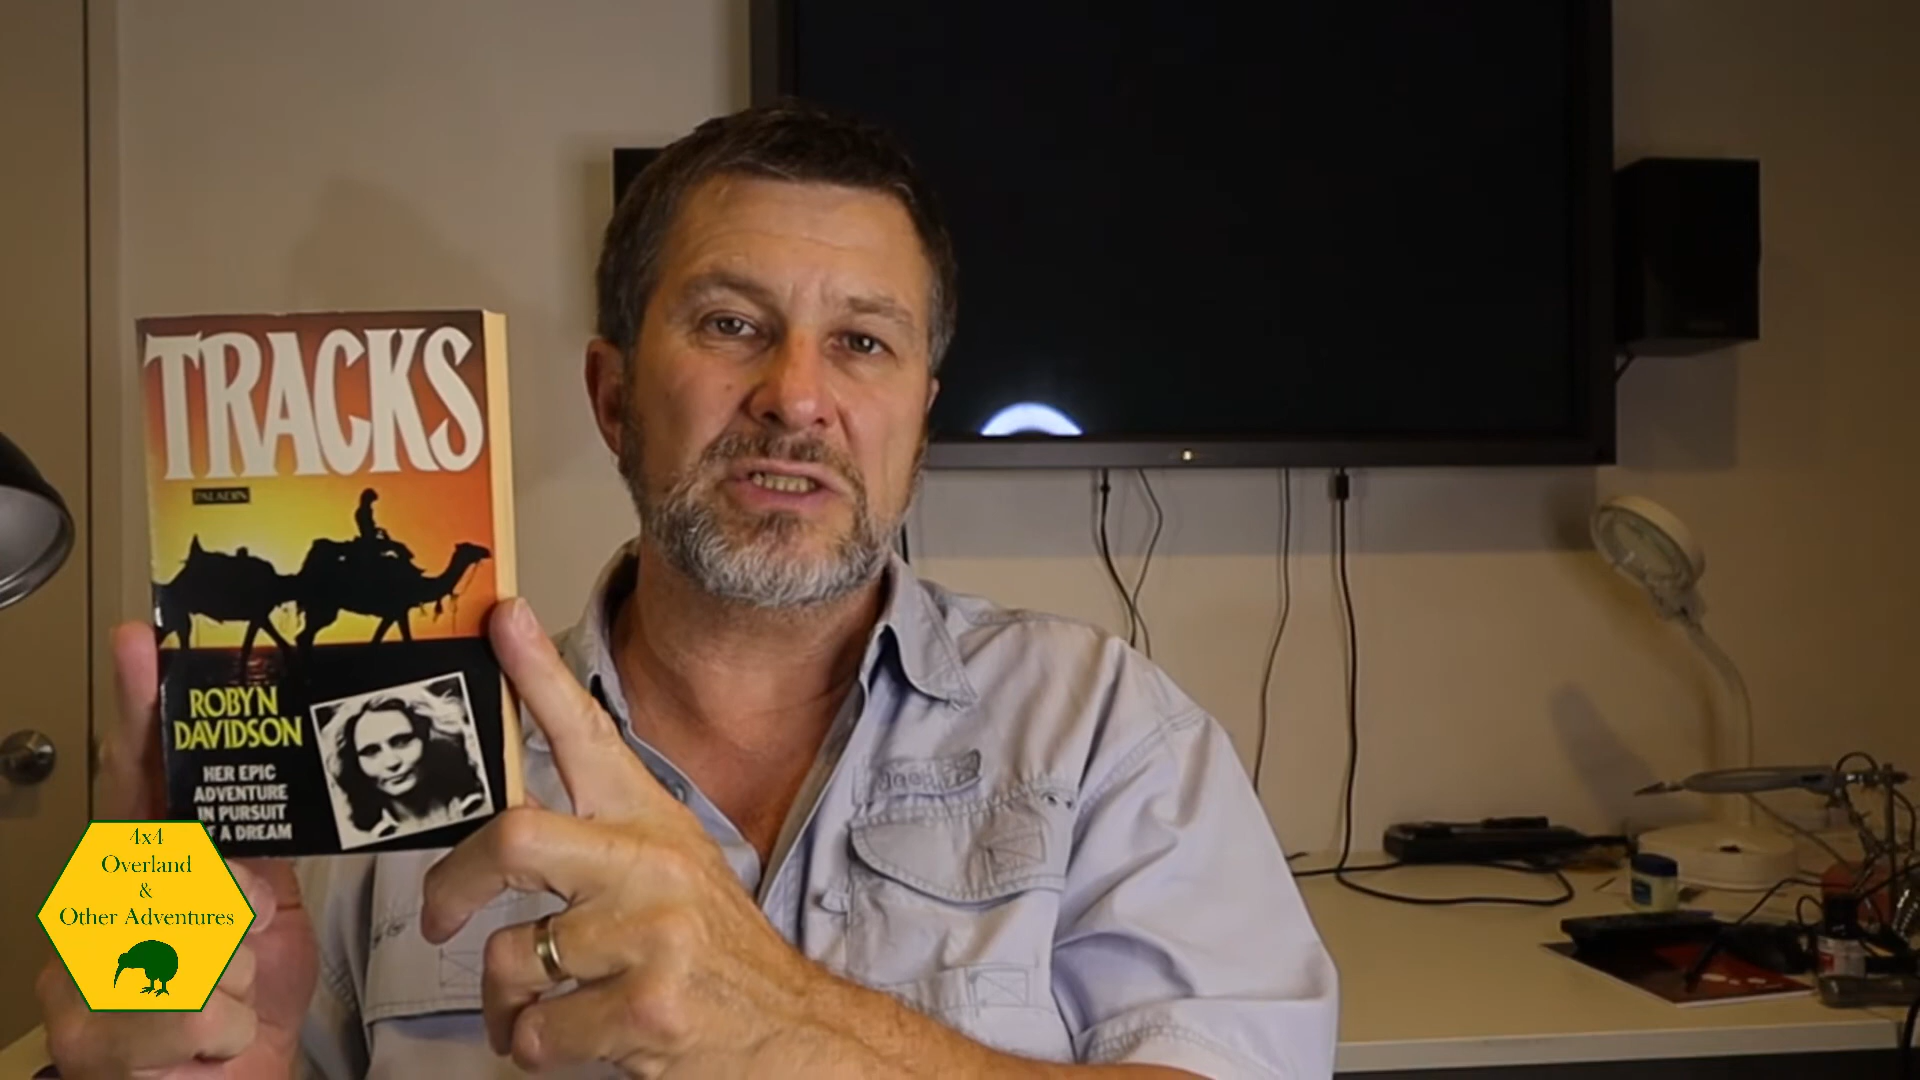 TRACKS
PALADIN
ROBYN
DAVIDSON
HER EPIC
ADVENTURE
IN PURSUIT
F A DREAM
4x4
Overland
&
Other Adventures